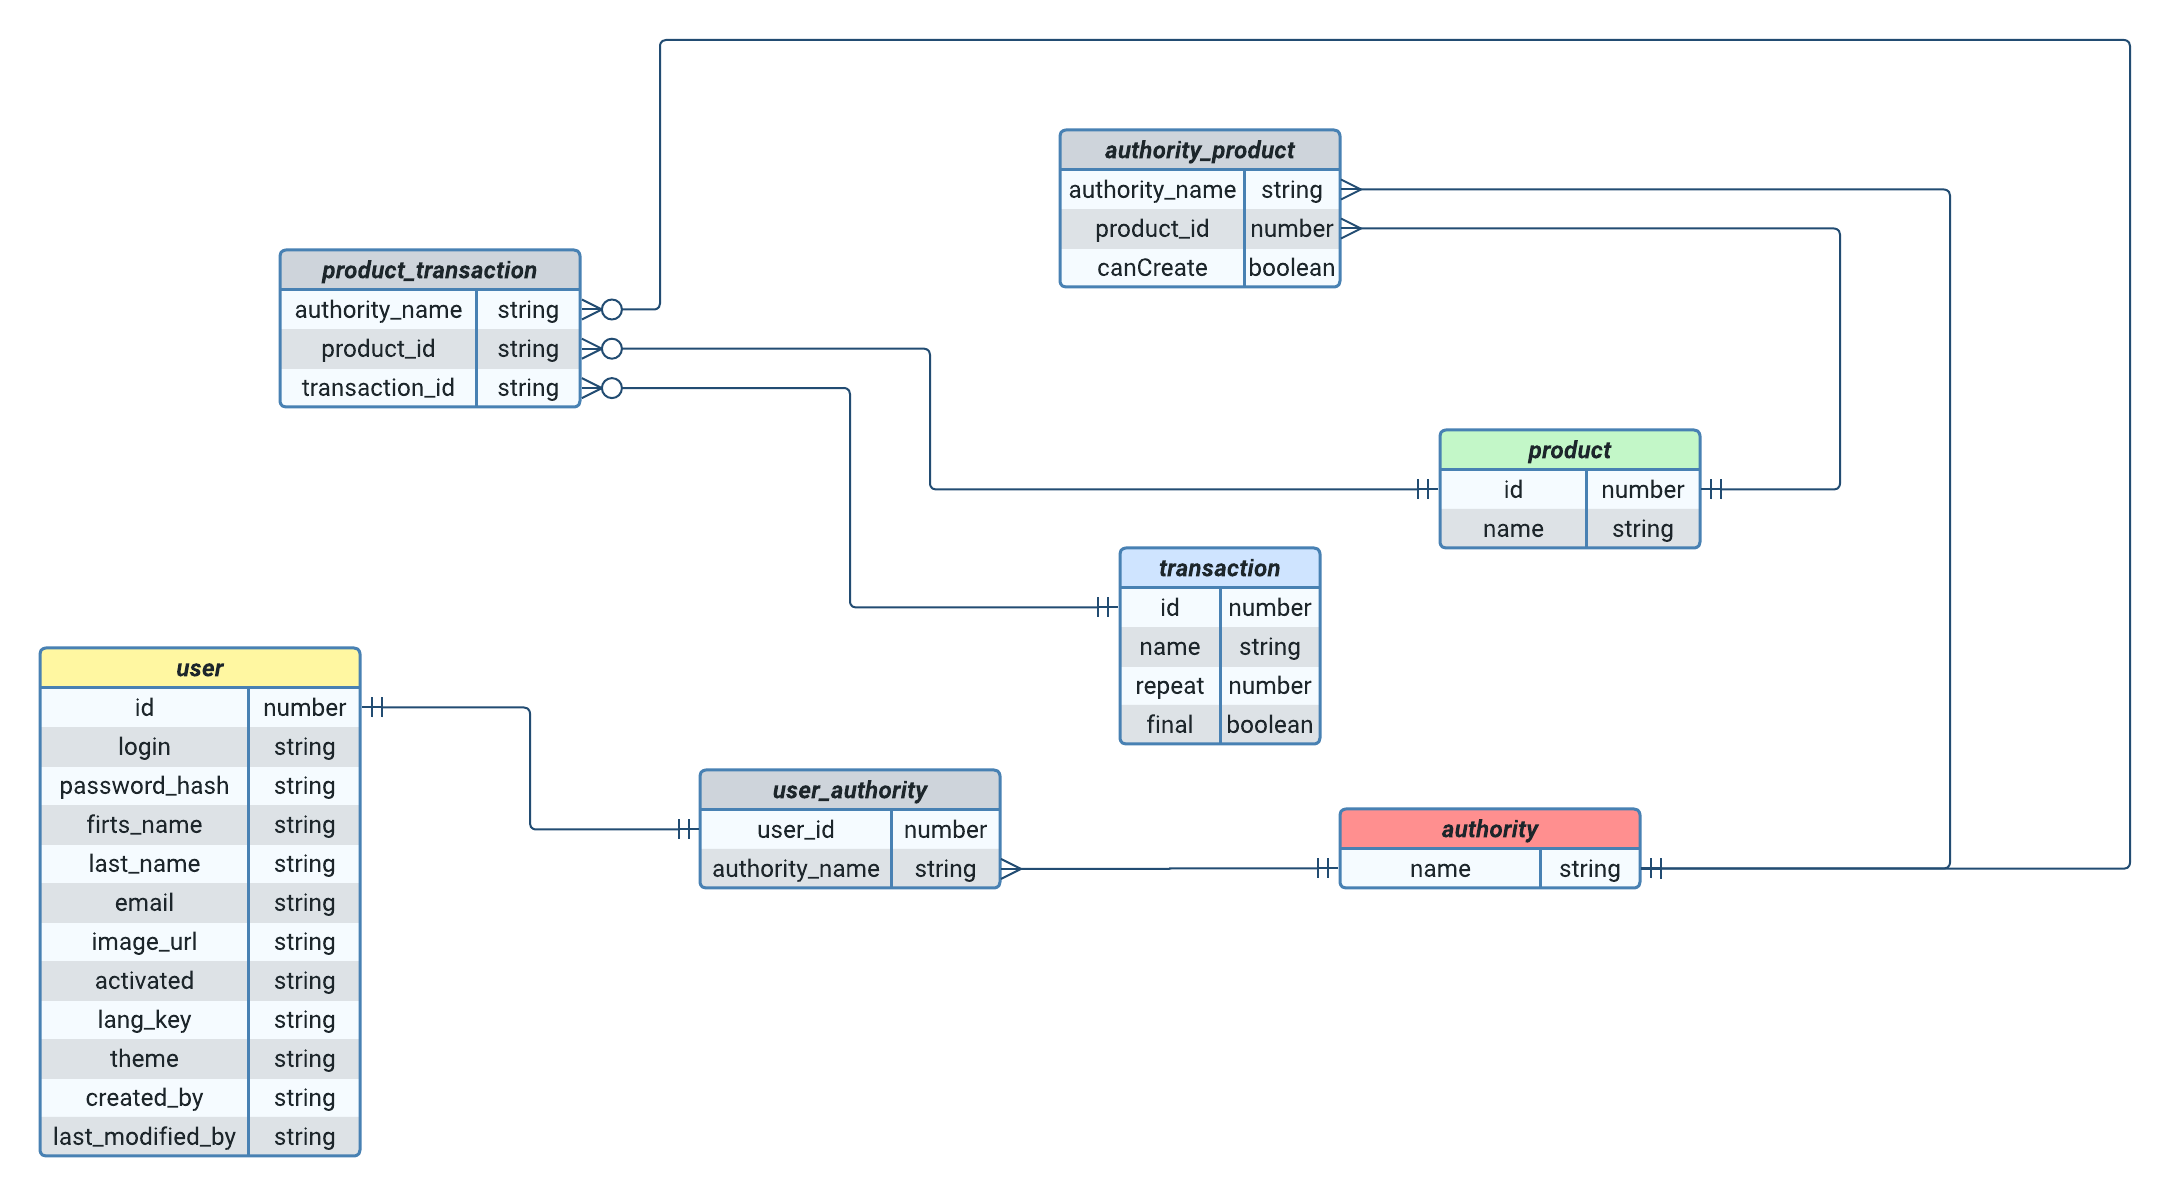 authority_product
authority_name string
product_id number
canCreate boolean
product_transaction
authority_name string
product_id string
transaction_id string
product
id number
name string
transaction
id number
name string
repeat number
final boolean
user
id number
login string
password_hash string
firts_name string
last_name string
email string
image_url string
activated string
lang_key string
theme string
created_by string
last_modified_by string
user_authority
user_id number
authority_name string
authority
name string